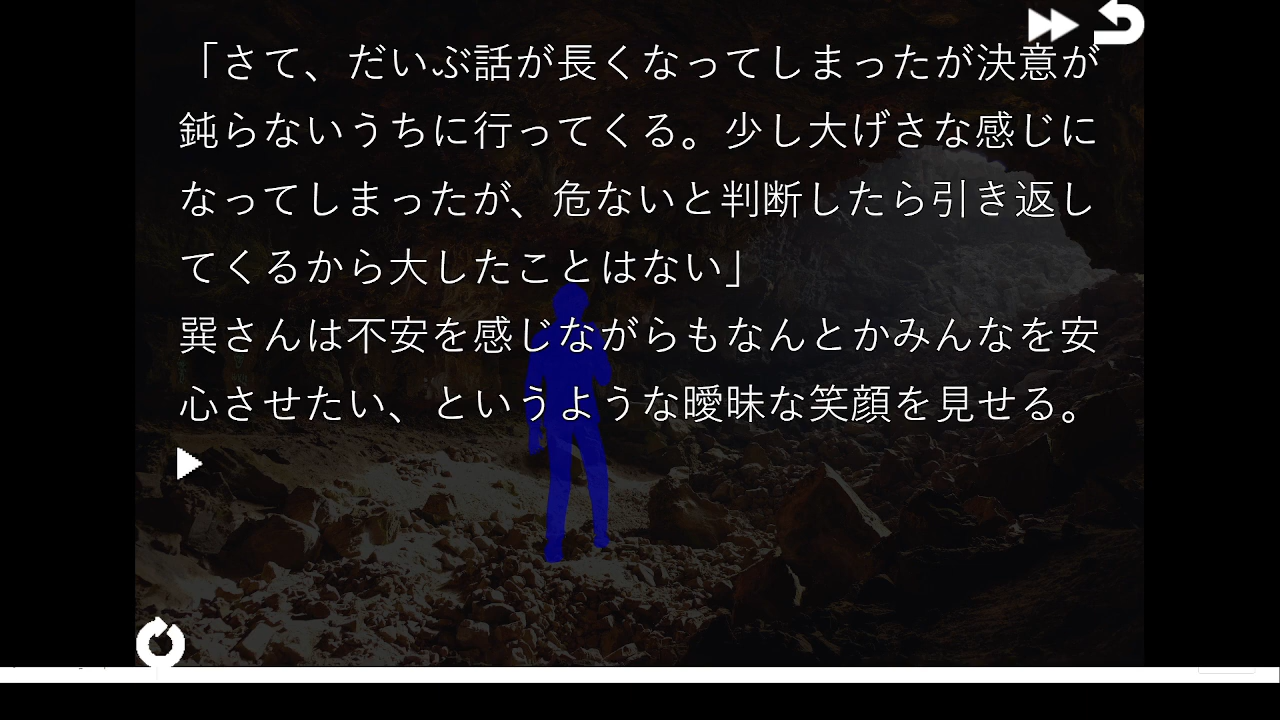 「さて、だいぶ話が長くなってしまったが決意が
鈍らないうちに行ってくる。少し大げさな感じに
なってしまったが、危ないと判断したら引き返し
てくるから大したことはない」
巽さんは不安を感じながらもなんとかみんなを安
心させたい、というような曖昧な笑顔を見せる。